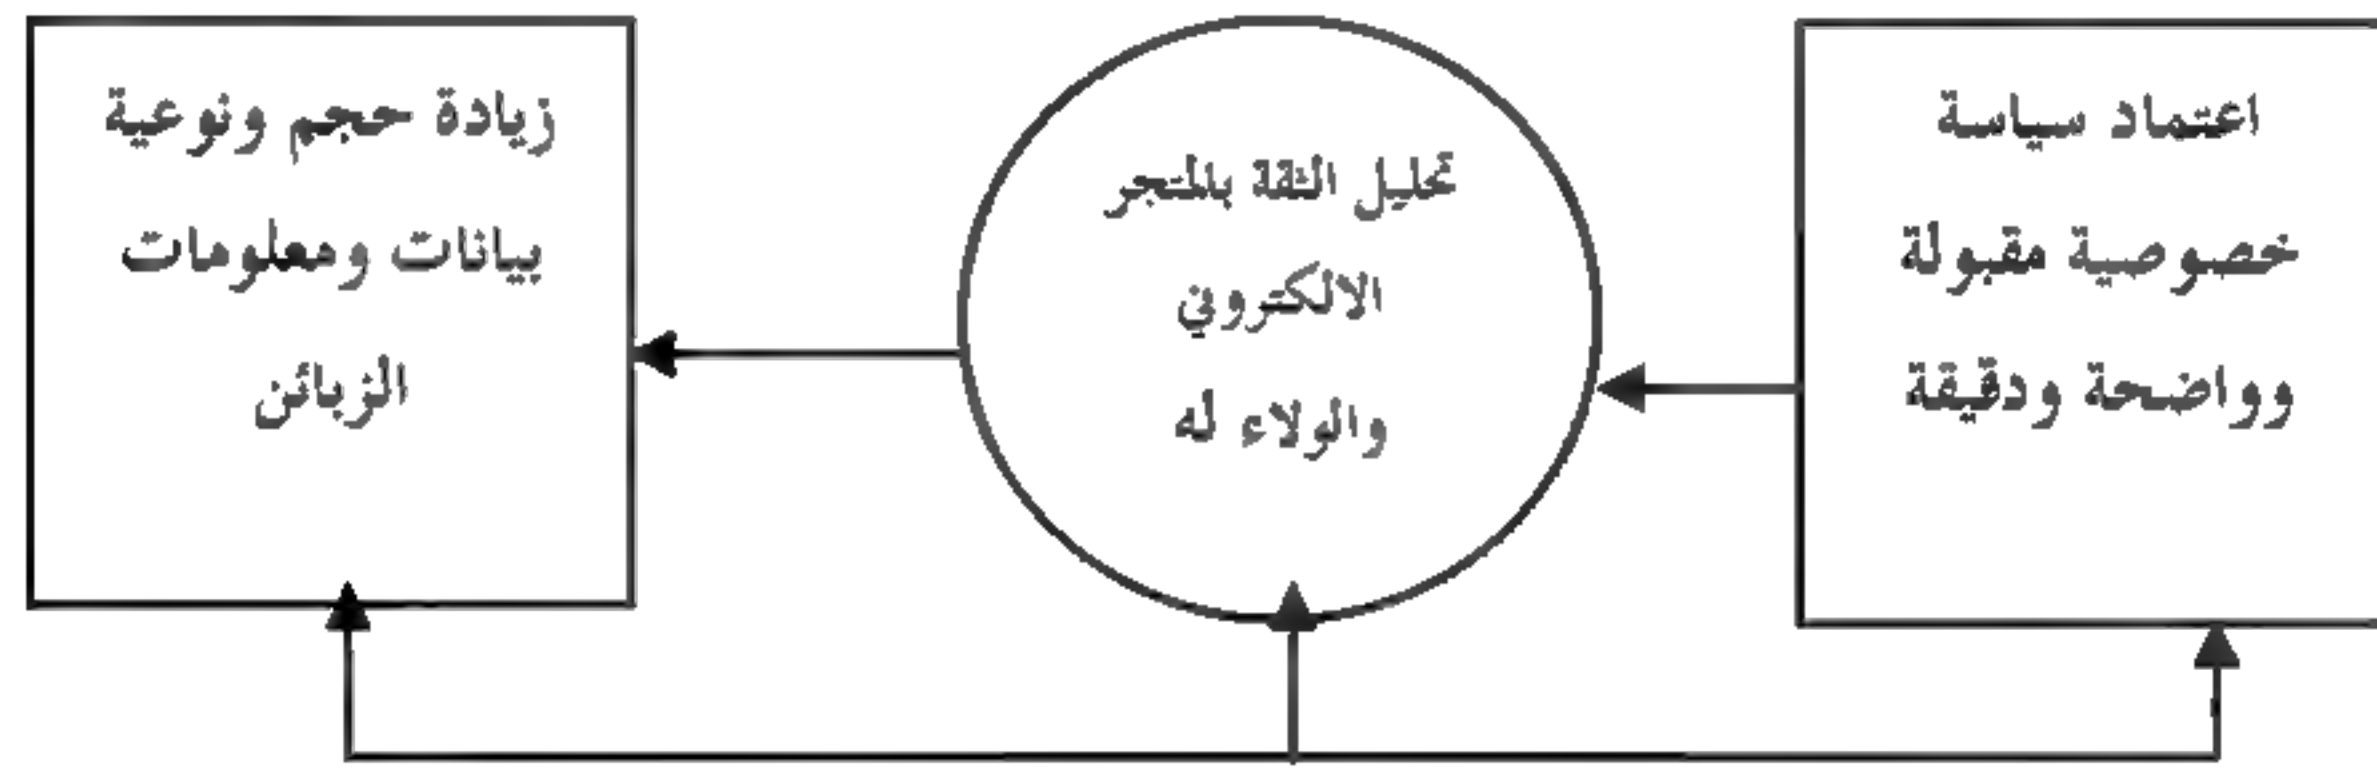 اعتماد سياسة
خصوصية مقبولة
وواضحة ودقيقة
تحليل الثقة بالمتجر
الالكتروني
والولاء له
زيادة حجم ونوعية
بيانات ومعلومات
الزبائن